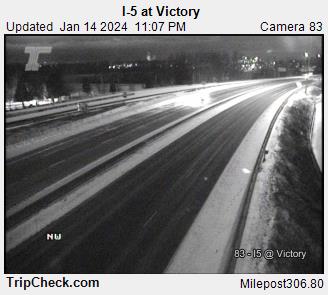 I-5 at Victory
Updated  Jan 14 2024  11:07 PM
Camera 83
NW
83 - I5 @ Victory
TripCheck.com
Milepost306.80